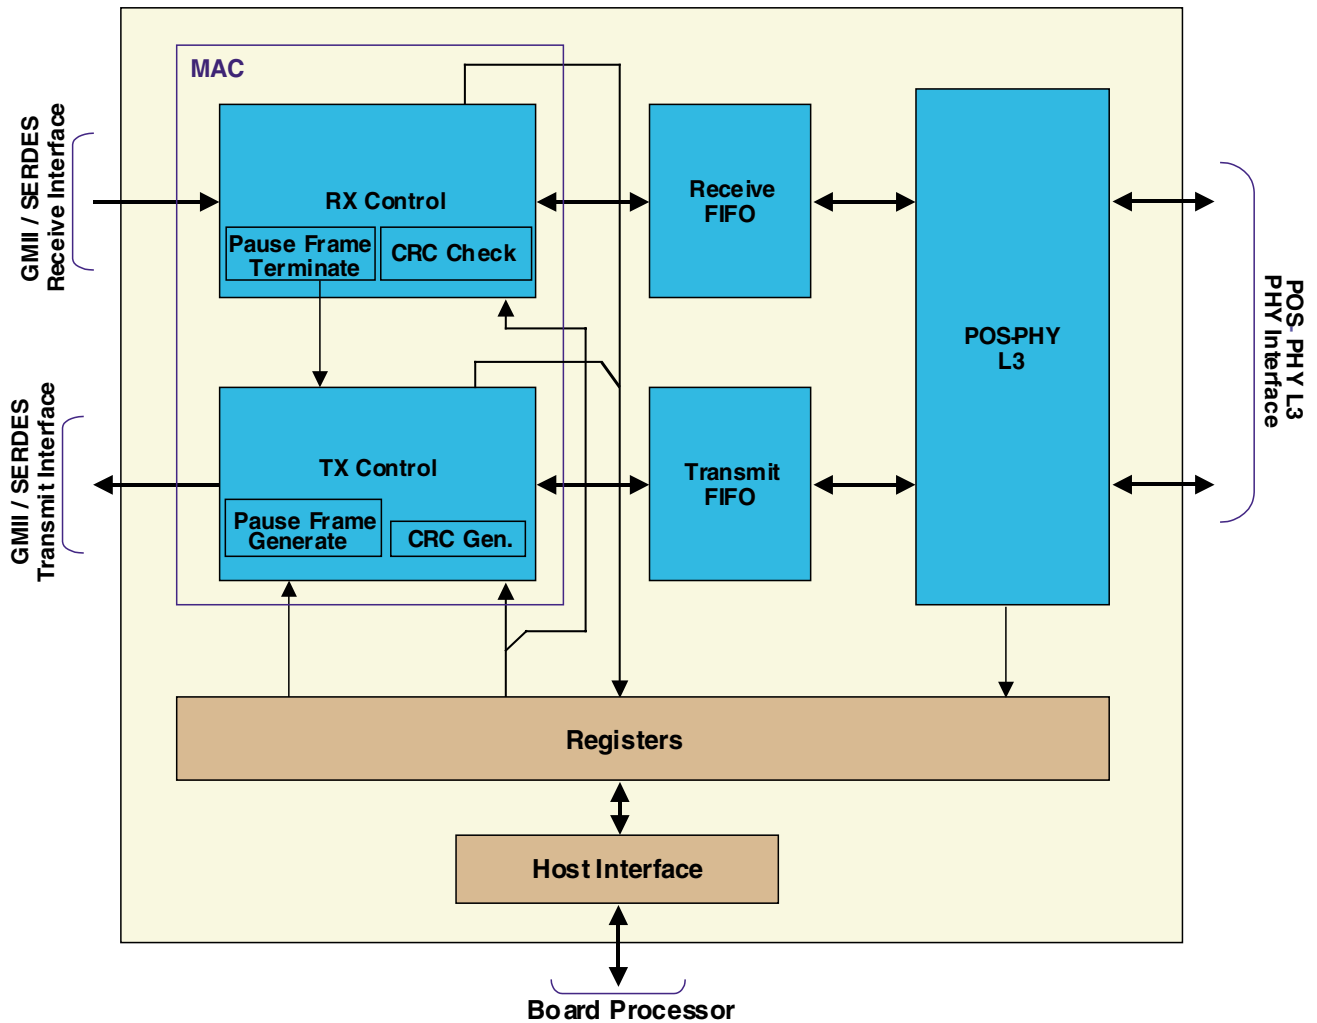 MAC
GMII / SERDES
Receive Interface
RX Control
Pause Frame
Terminate
CRC Check
Receive
FIFO
POS-PHY
L3
POS- PHY L3
PHY Interface
GMII / SERDES
Transmit Interface
TX Control
Pause Frame
Generate
CRC Gen.
Transmit
FIFO
Registers
Host Interface
Board Processor